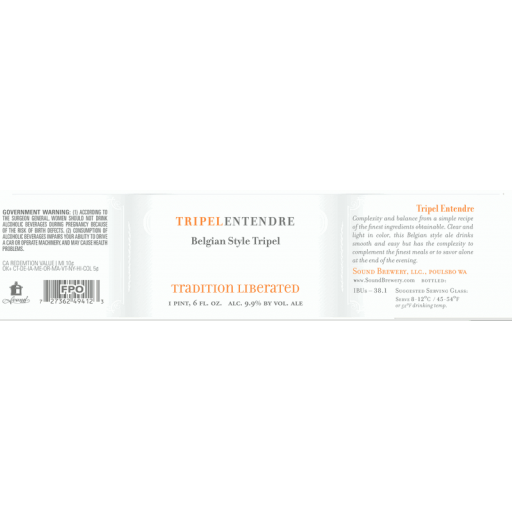 GOVERNMENT WARNING: (1) ACCORDING TO
THE SURGEON GENERAL, WOMEN SHOULD NOT DRINK
ALCOHOLIC BEVERAGES DURING PREGNANCY BECAUSE
OF THE RISK OF BIRTH DEFECTS. (2) CONSUMPTION OF
ALCOHOLIC BEVERAGES IMPAIRS YOUR ABILITY TO DRIVE
A CAR OR OPERATE MACHINERY, AND MAY CAUSE HEALTH
PROBLEMS.
CA REDEMTION VALUE | MI 10¢
OK+ CT-DE-IA-ME-OR-MA-VT-NY-HI-CO), 5¢
FPO
7 27362 49412 3
TRIPELENTENDRE
Belgian Style Tripel
TRADITION LIBERATED
1 PINT, 6 FL. OZ. ALC. 9.9% BY VOL. ALE
Tripel Entendre
Complexity and balance from a simple recipe
of the finest ingredients obtainable. Clear and
light in color, this Belgian style ale drinks
smooth and easy but has the complexity to
complement the finest meals or to savor alone
at the end of the evening.
SOUND BREWERY, LLC., POULSBO WA
www.SoundBrewery.com BOTTLED:
IBUs – 38.1 SUGGESTED SERVING GLASS:
SERVE 8-12°C / 45-54°F
or 52°F drinking temp.